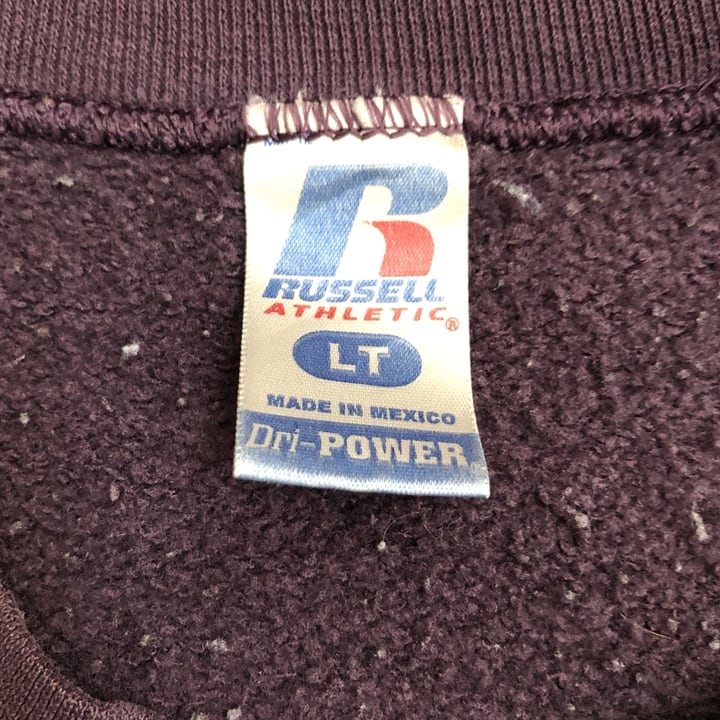 RUSSELL
ATHLETIC®
LT
MADE IN MEXICO
Dri-POWER®